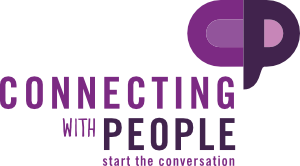 CONNECTING
WITH PEOPLE
start the conversation